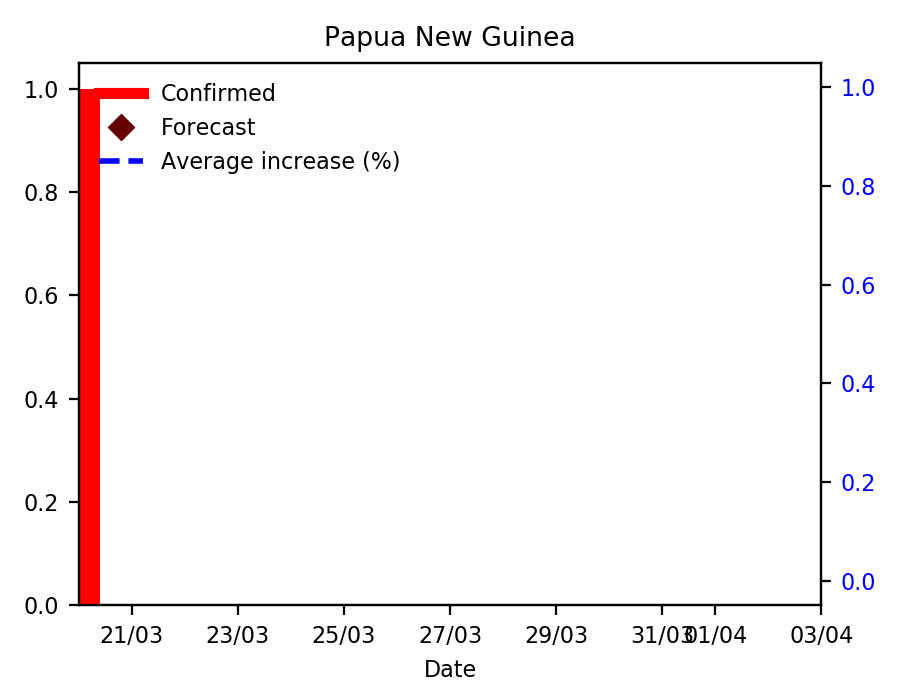 Papua New Guinea
1.0
0.8
0.6
0.4
0.2
0.0
Confirmed
Forecast
Average increase (%)
1.0
0.8
0.6
0.4
0.2
0.0
21/03 23/03 25/03 27/03 29/03 31/03 01/04 03/04
Date